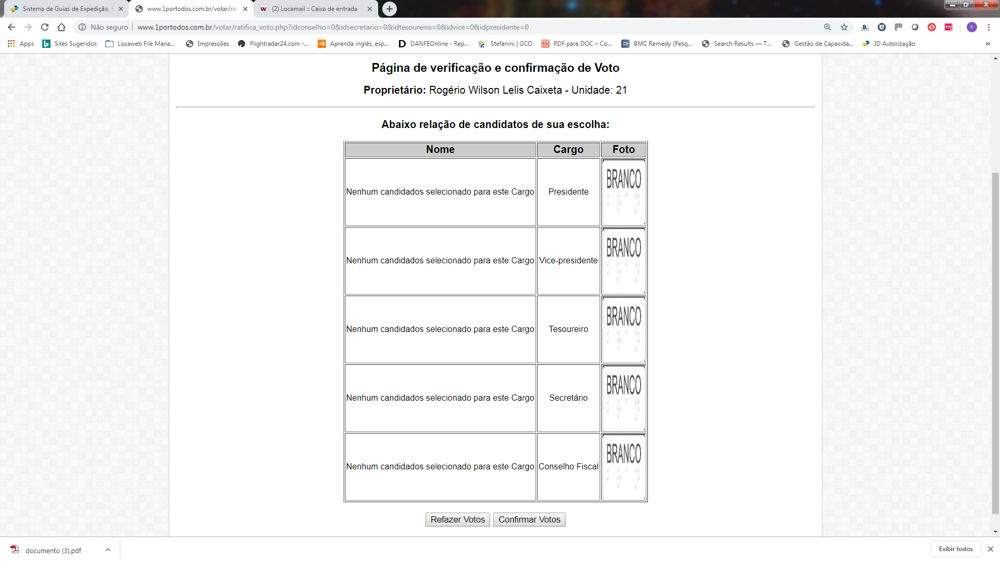 Sistema de Guias de Expedição, E
www.1portodos.com.br/votar/rat
(2) Locamail :: Caixa de entrada
Não seguro
www.1portodos.com.br/votar/ratifica_voto.php?idconselho=0&idsecretario=0&idtesoureiro=0&idvice=0&idpresidente=0
r
Apps
Sites Sugeridos
Locaweb File Mana...
Impressões
Flightradar24.com -...
Aprenda inglês, esp...
DANFEOnline - Rep...
Stefanini | GCO
PDF para DOC – Co...
BMC Remedy (Pesq...
Search Results — T...
Gestão de Capacida...
ID Autorização
»
Página de verificação e confirmação de Voto
Proprietário: Rogério Wilson Lelis Caixeta - Unidade: 21
Abaixo relação de candidatos de sua escolha:
Nome Cargo Foto
Nenhum candidados selecionado para este Cargo Presidente BRANCO
Nenhum candidados selecionado para este Cargo Vice-presidente BRANCO
Nenhum candidados selecionado para este Cargo Tesoureiro BRANCO
Nenhum candidados selecionado para este Cargo Secretário BRANCO
Nenhum candidados selecionado para este Cargo Conselho Fiscal BRANCO
Refazer Votos Confirmar Votos
documento (3).pdf
Exibir todos